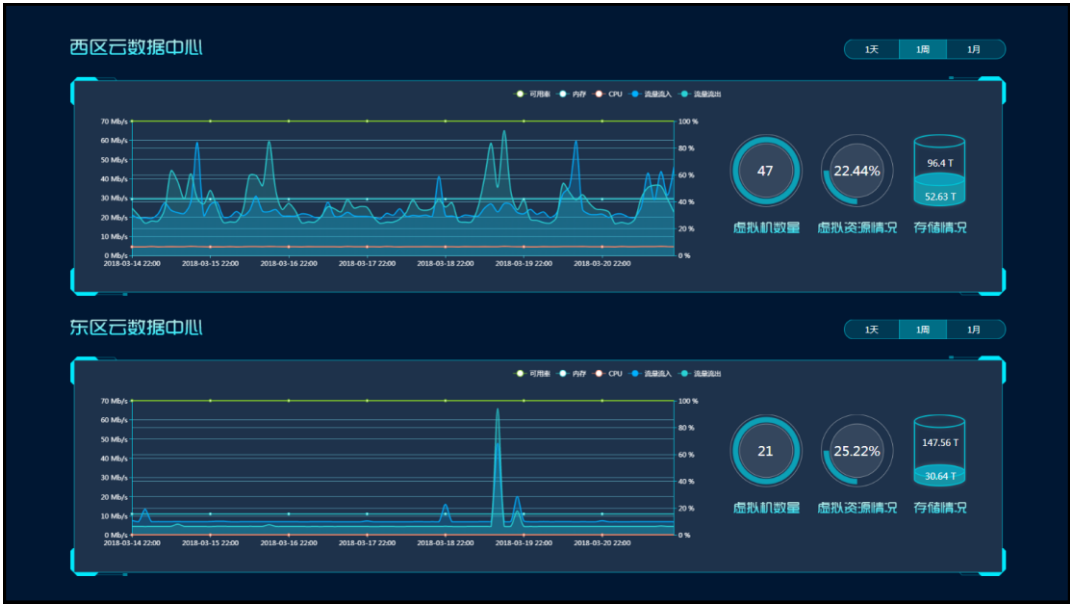 西区云数据中心
1天 1周 1月
可用率 内存 CPU 流量流入 流量流出
70 Mb/s 100 %
60 Mb/s 80 %
50 Mb/s
40 Mb/s 60 %
30 Mb/s 40 %
20 Mb/s 20 %
10 Mb/s
0 Mb/s 0 %
2018-03-14 22:00 2018-03-15 22:00 2018-03-16 22:00 2018-03-17 22:00 2018-03-18 22:00 2018-03-19 22:00 2018-03-20 22:00
47 22.44% 96.4 T
52.63 T
虚拟机数量 虚拟资源情况 存储情况
东区云数据中心
1天 1周 1月
可用率 内存 CPU 流量流入 流量流出
70 Mb/s 100 %
60 Mb/s 80 %
50 Mb/s
40 Mb/s 60 %
30 Mb/s 40 %
20 Mb/s 20 %
10 Mb/s
0 Mb/s 0 %
2018-03-14 22:00 2018-03-15 22:00 2018-03-16 22:00 2018-03-17 22:00 2018-03-18 22:00 2018-03-19 22:00 2018-03-20 22:00
21 25.22% 147.56 T
30.64 T
虚拟机数量 虚拟资源情况 存储情况